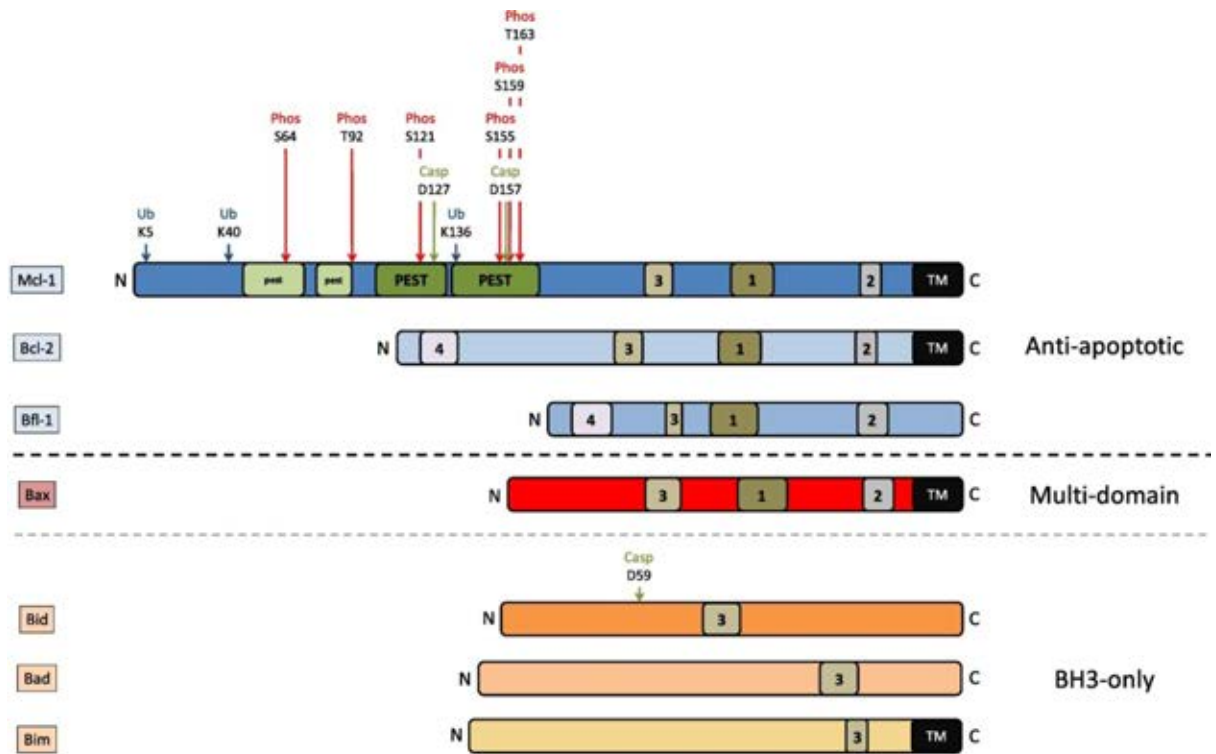 Phos
T163
Phos
S159
Phos
S64
Phos
T92
Phos
S121
Phos
S155
Casp
D127
Casp
D157
Ub
K5
Ub
K40
Ub
K136
Mcl-1
N
pest
pest
PEST
PEST
3
1
2
TM
C
Bcl-2
N
4
3
1
2
TM
C
Anti-apoptotic
Bfl-1
N
4
3
1
2
C
Bax
N
3
1
2
TM
C
Multi-domain
Casp
D59
Bid
N
3
C
Bad
N
3
C
BH3-only
Bim
N
3
TM
C